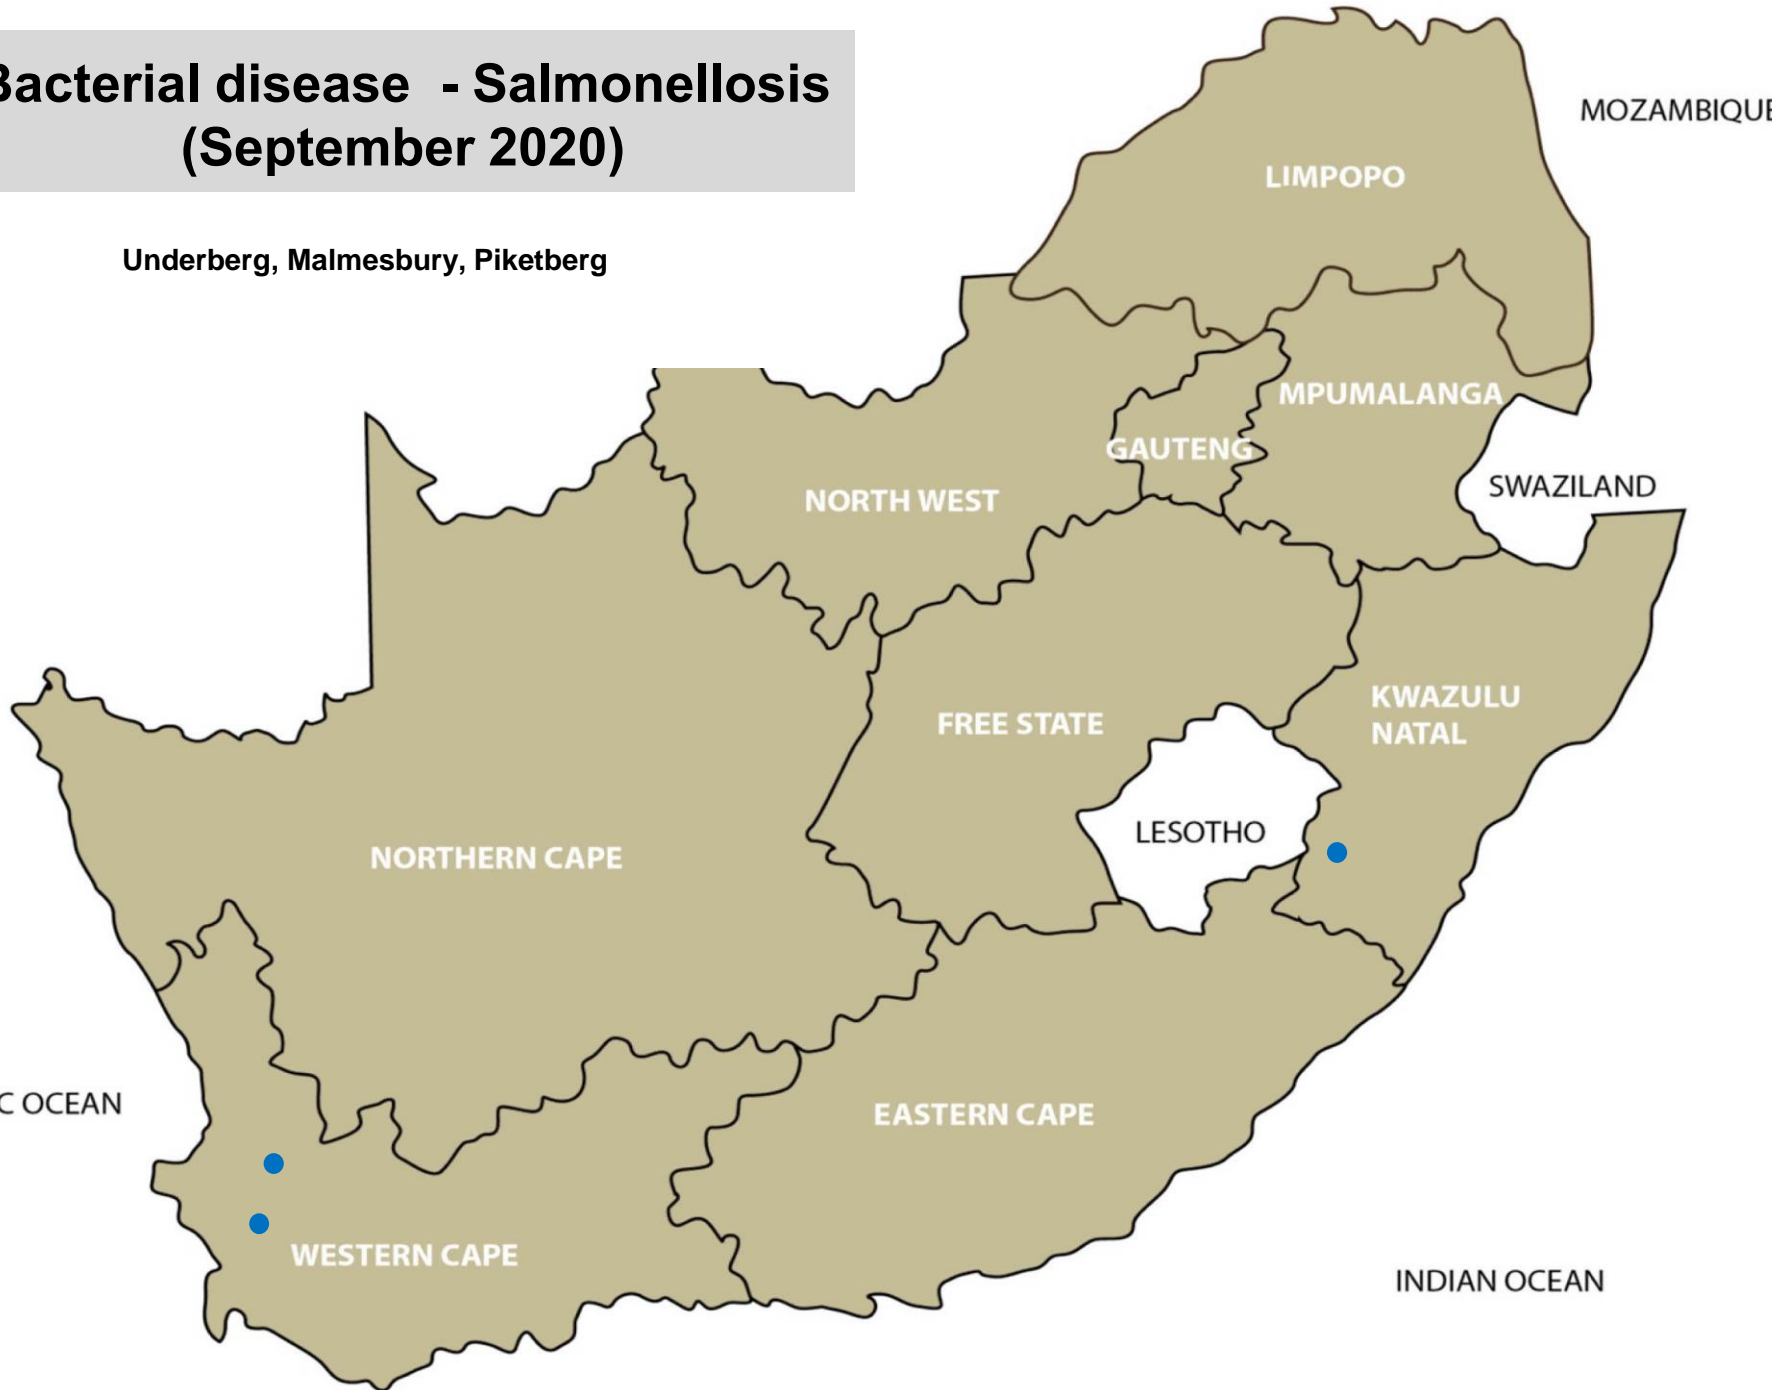 Bacterial disease - Salmonellosis
(September 2020)
Underberg, Malmesbury, Piketberg
MOZAMBIQUE
LIMPOPO
MPUMALANGA
GAUTENG
SWAZILAND
NORTH WEST
KWAZULU
NATAL
FREE STATE
LESOTHO
NORTHERN CAPE
C OCEAN
EASTERN CAPE
WESTERN CAPE
INDIAN OCEAN